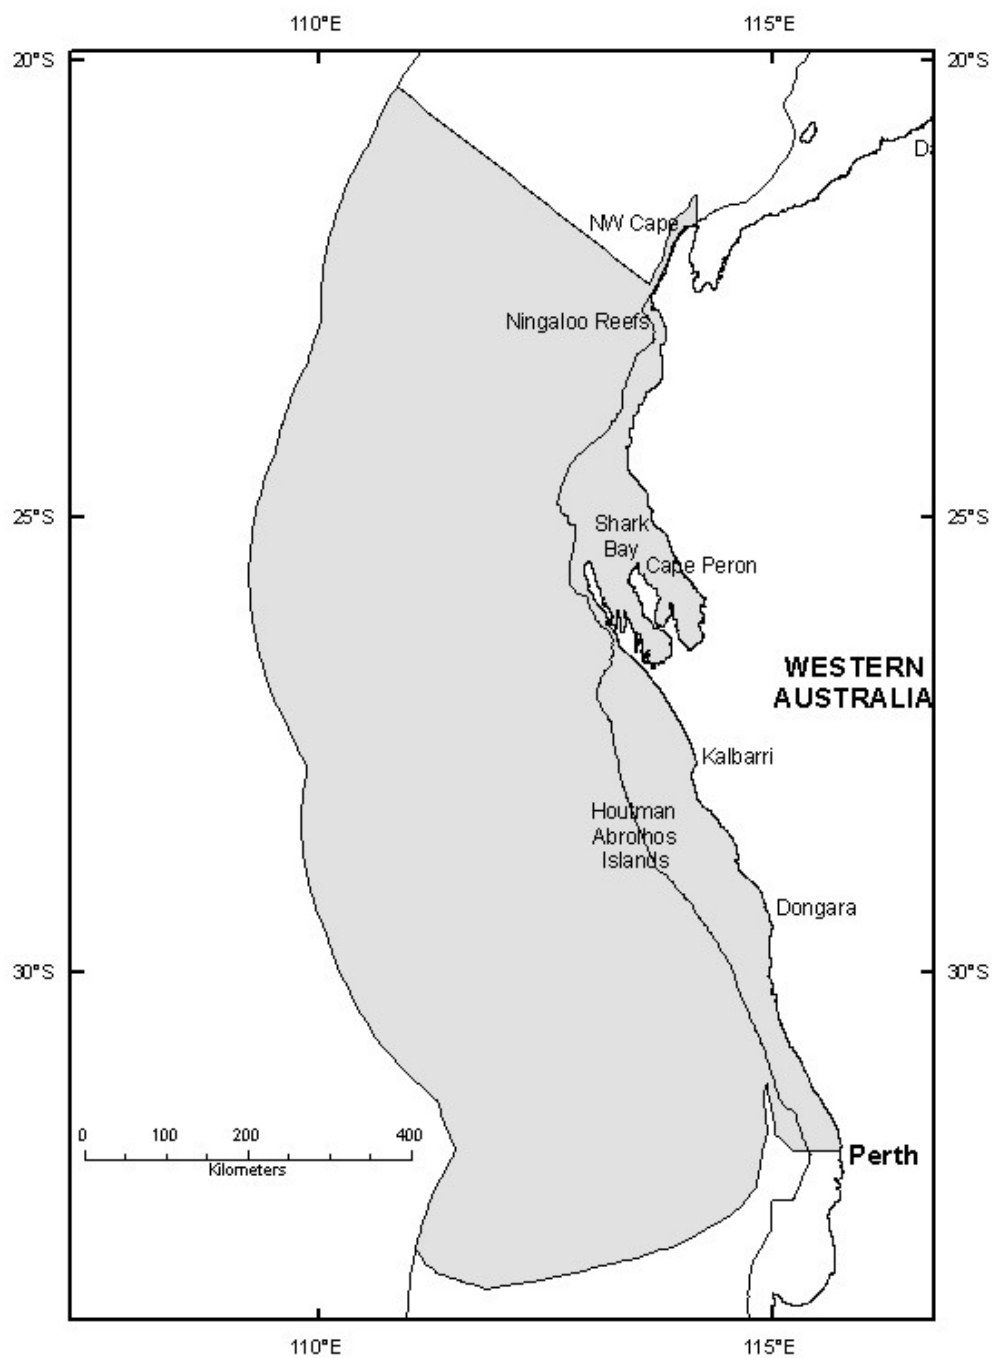 110°E 115°E
20°S 20°S
Da
NW Cape
Ningaloo Reefs
25°S 25°S
Shark
Bay
Cape Peron
WESTERN
AUSTRALIA
Kalbarri
Houtman
Abrolhos
Islands
Dongara
30°S 30°S
0 100 200 400
Kilometers
Perth
110°E 115°E